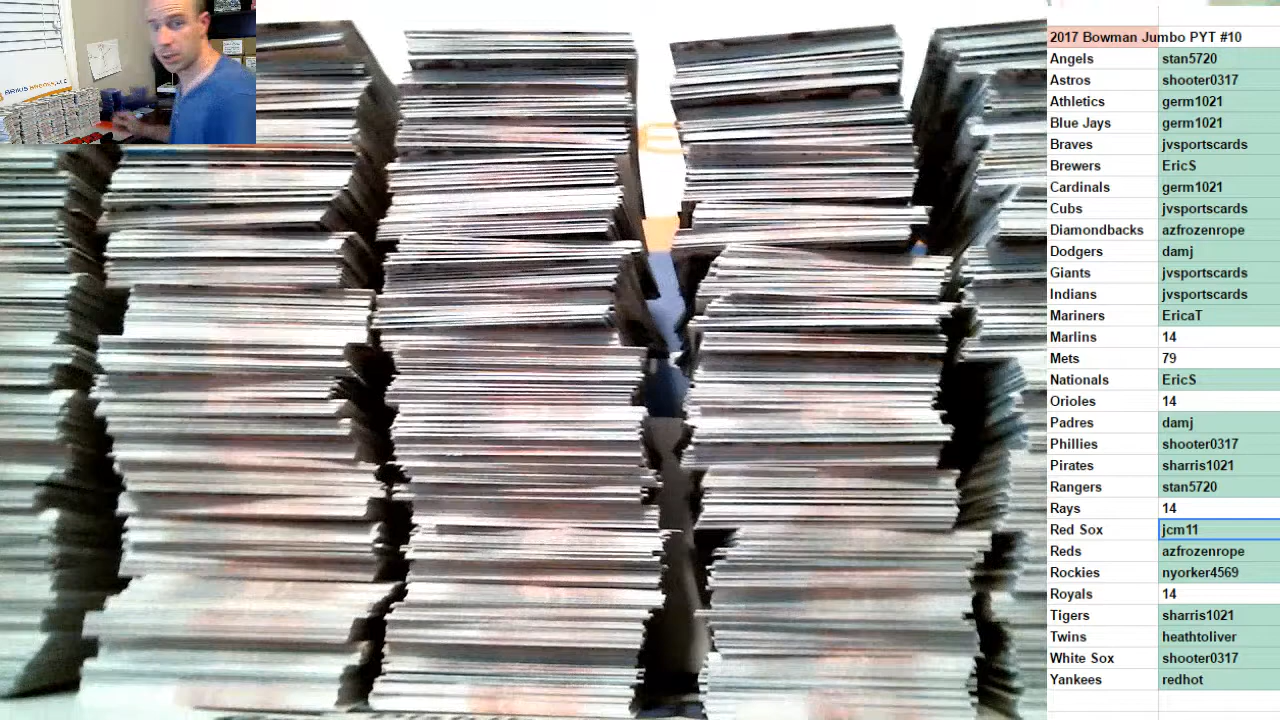 2017 Bowman Jumbo PYT #10
Angels stan5720
Astros shooter0317
Athletics germ1021
Blue Jays germ1021
Braves jvsportscards
Brewers EricS
Cardinals germ1021
Cubs jvsportscards
Diamondbacks azfrozenrope
Dodgers damj
Giants jvsportscards
Indians jvsportscards
Mariners EricaT
Marlins 14
Mets 79
Nationals EricS
Orioles 14
Padres damj
Phillies shooter0317
Pirates sharris1021
Rangers stan5720
Rays 14
Red Sox jcm11
Reds azfrozenrope
Rockies nyorker4569
Royals 14
Tigers sharris1021
Twins heathtoliver
White Sox shooter0317
Yankees redhot